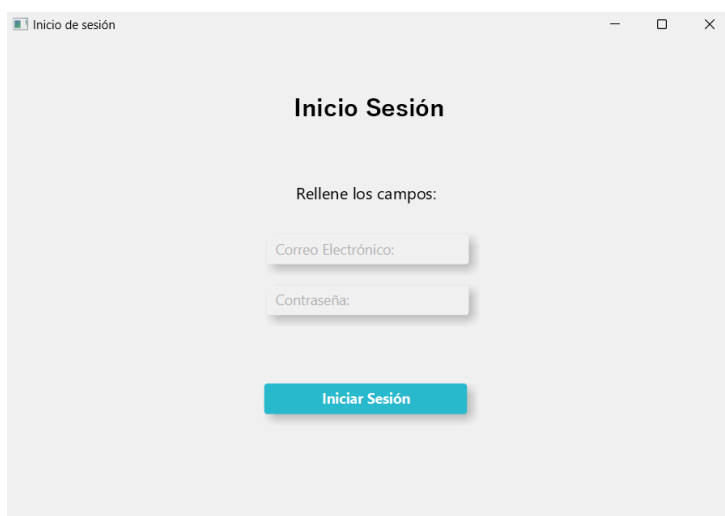 Inicio de sesión
Inicio Sesión
Rellene los campos:
Correo Electrónico:
Contraseña:
Iniciar Sesión